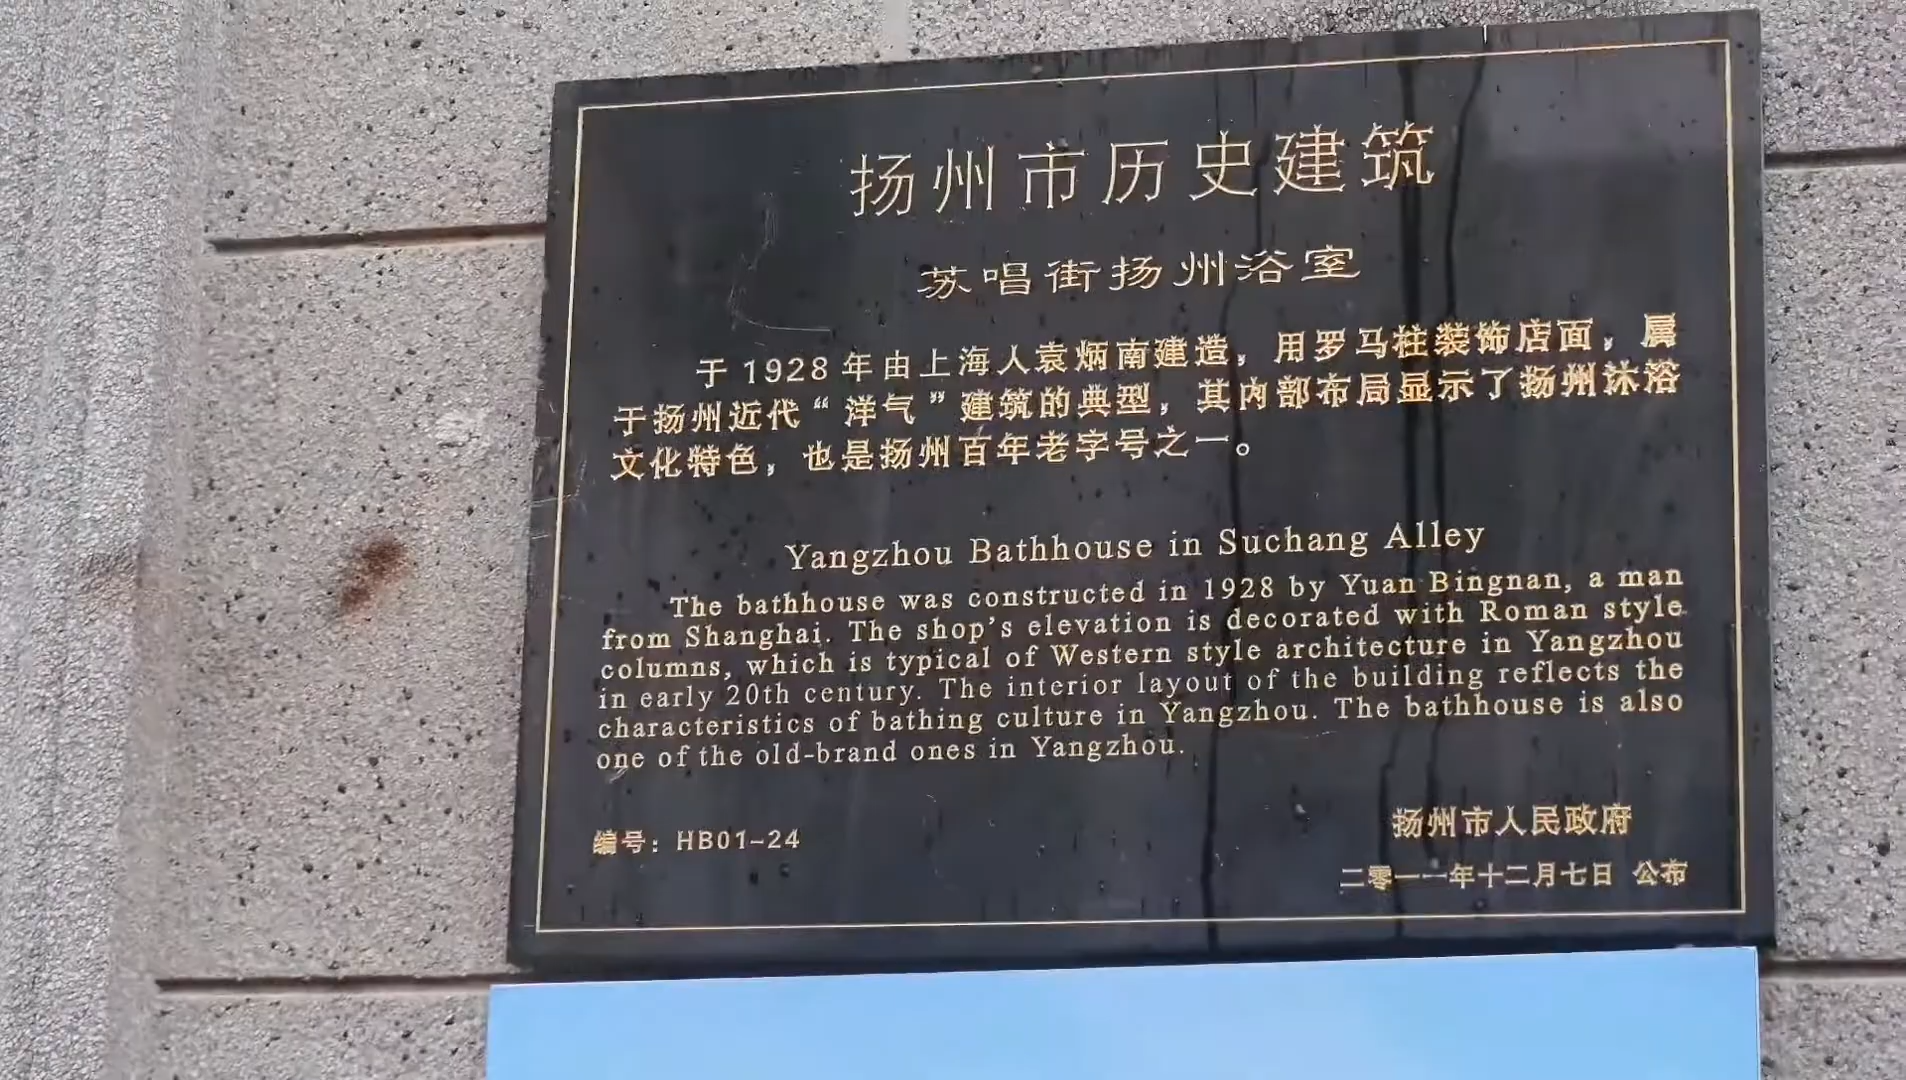 扬州市历史建筑
苏唱街扬州浴室
于1928年由上海人袁炳南建造，用罗马柱装饰店面，属
于扬州近代“洋气”建筑的典型，其内部布局显示了扬州沐浴
文化特色，也是扬州百年老字号之一。
Yangzhou Bathhouse in Suchang Alley
The bathhouse was constructed in 1928 by Yuan Bingnan, a man
from Shanghai. The shop's elevation is decorated with Roman style
columns, which is typical of Western style architecture in Yangzhou
in early 20th century. The interior layout of the building reflects the
characteristics of bathing culture in Yangzhou. The bathhouse is also
one of the old-brand ones in Yangzhou.
编号：HB01-24
扬州市人民政府
二零一一年十二月七日 公布